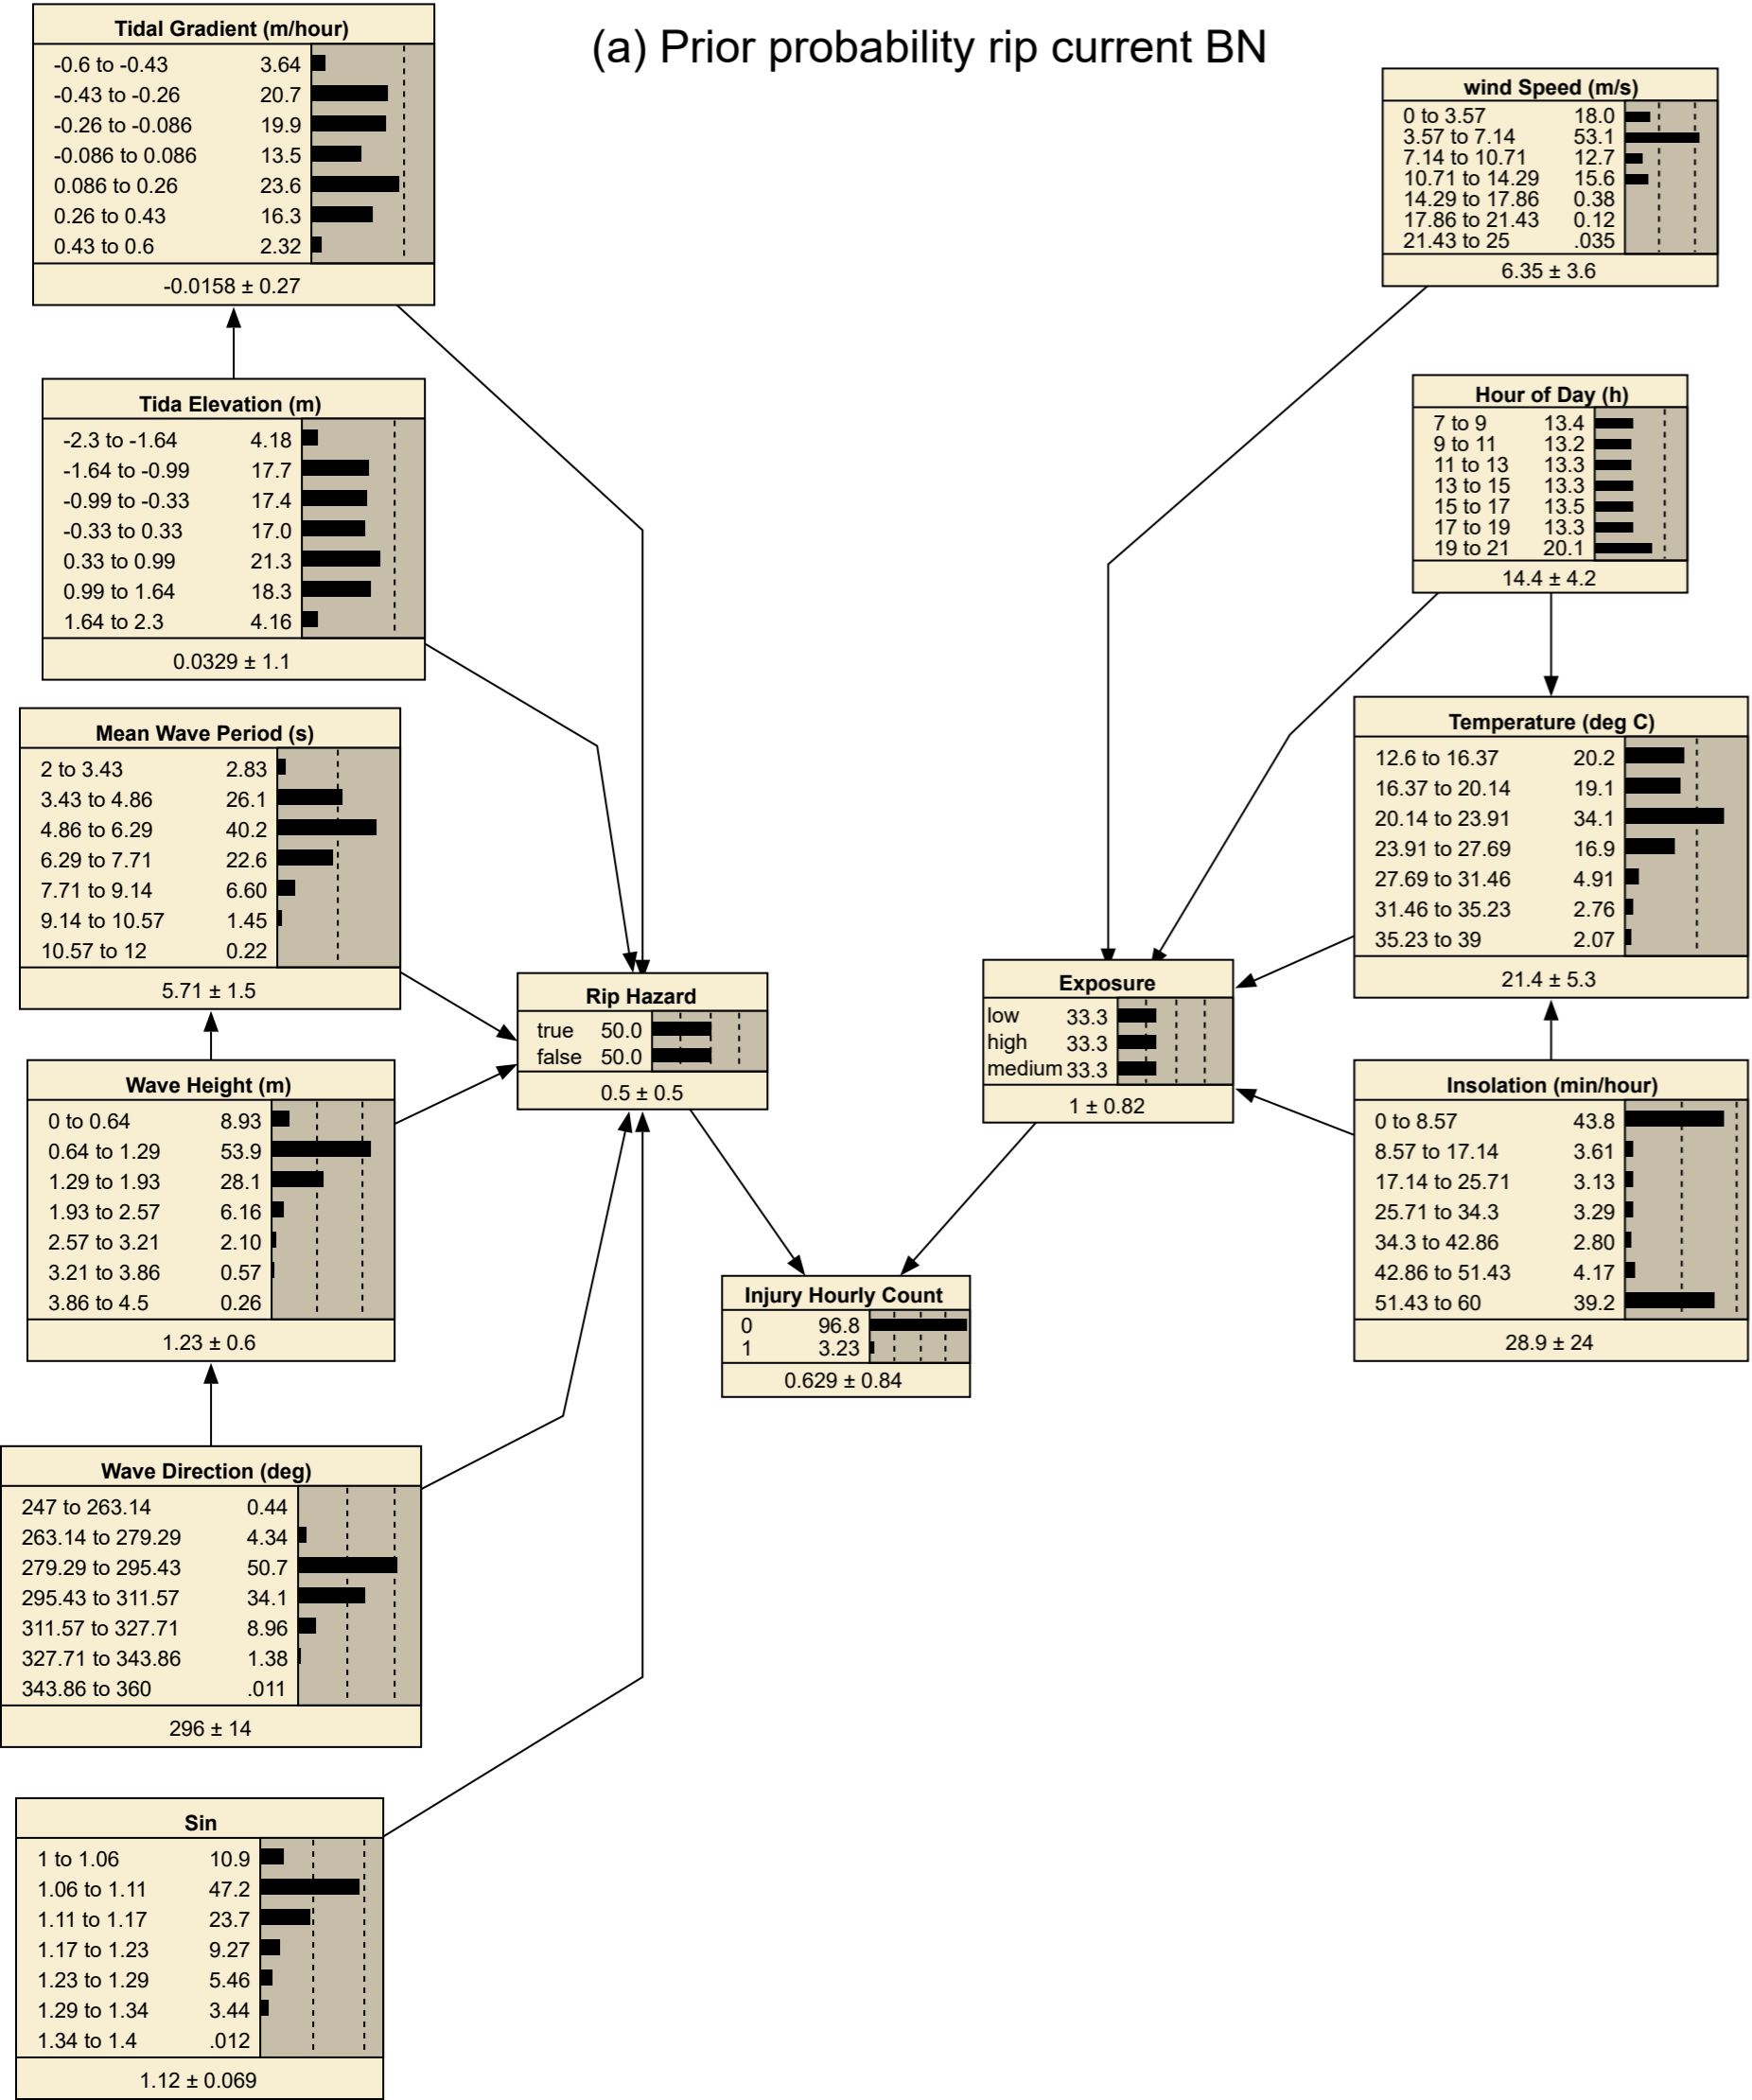 (a) Prior probability rip current BN
Tidal Gradient (m/hour)
-0.6 to -0.43 3.64
-0.43 to -0.26 20.7
-0.26 to -0.086 19.9
-0.086 to 0.086 13.5
0.086 to 0.26 23.6
0.26 to 0.43 16.3
0.43 to 0.6 2.32
-0.0158 ± 0.27
Tida Elevation (m)
-2.3 to -1.64 4.18
-1.64 to -0.99 17.7
-0.99 to -0.33 17.4
-0.33 to 0.33 17.0
0.33 to 0.99 21.3
0.99 to 1.64 18.3
1.64 to 2.3 4.16
0.0329 ± 1.1
Mean Wave Period (s)
2 to 3.43 2.83
3.43 to 4.86 26.1
4.86 to 6.29 40.2
6.29 to 7.71 22.6
7.71 to 9.14 6.60
9.14 to 10.57 1.45
10.57 to 12 0.22
5.71 ± 1.5
Wave Height (m)
0 to 0.64 8.93
0.64 to 1.29 53.9
1.29 to 1.93 28.1
1.93 to 2.57 6.16
2.57 to 3.21 2.10
3.21 to 3.86 0.57
3.86 to 4.5 0.26
1.23 ± 0.6
Wave Direction (deg)
247 to 263.14 0.44
263.14 to 279.29 4.34
279.29 to 295.43 50.7
295.43 to 311.57 34.1
311.57 to 327.71 8.96
327.71 to 343.86 1.38
343.86 to 360 .011
296 ± 14
Sin
1 to 1.06 10.9
1.06 to 1.11 47.2
1.11 to 1.17 23.7
1.17 to 1.23 9.27
1.23 to 1.29 5.46
1.29 to 1.34 3.44
1.34 to 1.4 .012
1.12 ± 0.069
Rip Hazard
true 50.0
false 50.0
0.5 ± 0.5
Exposure
low 33.3
high 33.3
medium 33.3
1 ± 0.82
Injury Hourly Count
0 96.8
1 3.23
0.629 ± 0.84
wind Speed (m/s)
0 to 3.57 18.0
3.57 to 7.14 53.1
7.14 to 10.71 12.7
10.71 to 14.29 15.6
14.29 to 17.86 0.38
17.86 to 21.43 0.12
21.43 to 25 .035
6.35 ± 3.6
Hour of Day (h)
7 to 9 13.4
9 to 11 13.2
11 to 13 13.3
13 to 15 13.3
15 to 17 13.5
17 to 19 13.3
19 to 21 20.1
14.4 ± 4.2
Temperature (deg C)
12.6 to 16.37 20.2
16.37 to 20.14 19.1
20.14 to 23.91 34.1
23.91 to 27.69 16.9
27.69 to 31.46 4.91
31.46 to 35.23 2.76
35.23 to 39 2.07
21.4 ± 5.3
Insolation (min/hour)
0 to 8.57 43.8
8.57 to 17.14 3.61
17.14 to 25.71 3.13
25.71 to 34.3 3.29
34.3 to 42.86 2.80
42.86 to 51.43 4.17
51.43 to 60 39.2
28.9 ± 24